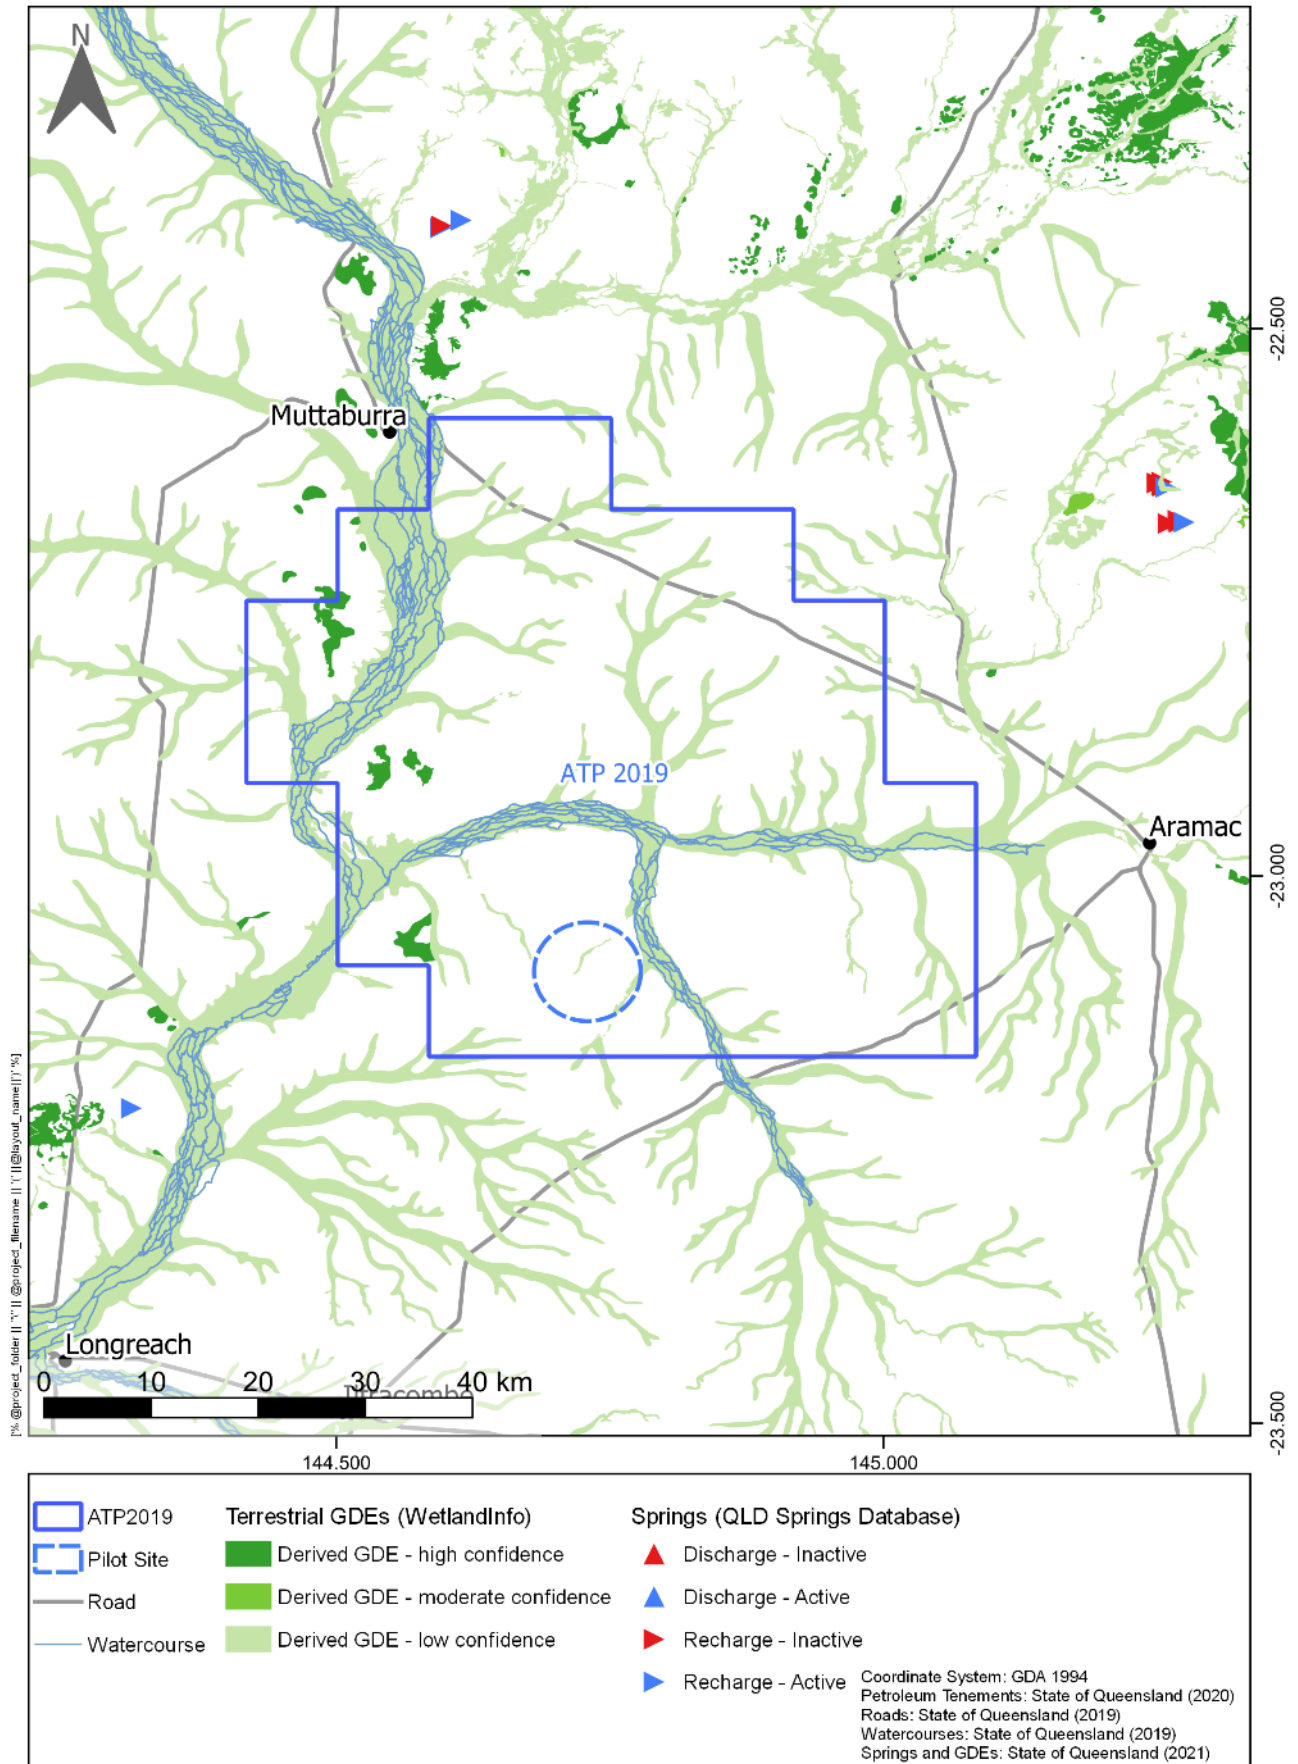 N
-22.500
Muttaburra
ATP 2019
Aramac
-23.000
Longreach
0 10 20 30 40 km
-23.500
144.500 145.000
[% @project_folder || '\' || @project_filename || '(' ||@layout_name||')' %]
ATP2019
Pilot Site
Road
Watercourse
Terrestrial GDEs (WetlandInfo)
Derived GDE - high confidence
Derived GDE - moderate confidence
Derived GDE - low confidence
Springs (QLD Springs Database)
Discharge - Inactive
Discharge - Active
Recharge - Inactive
Recharge - Active
Coordinate System: GDA 1994
Petroleum Tenements: State of Queensland (2020)
Roads: State of Queensland (2019)
Watercourses: State of Queensland (2019)
Springs and GDEs: State of Queensland (2021)